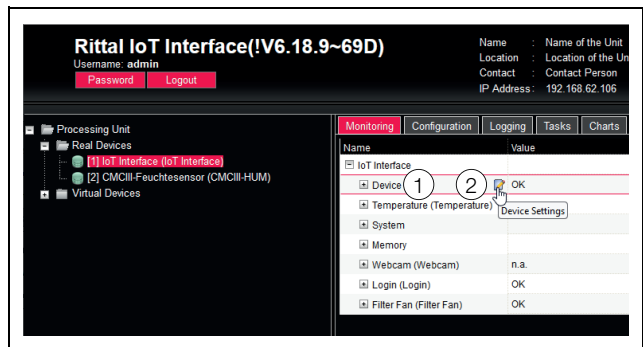 Rittal IoT Interface(!V6.18.9~69D)
Username: admin
Password Logout
Name : Name of the Unit
Location : Location of the Un
Contact : Contact Person
IP Address: 192.168.62.106
Processing Unit
Real Devices
[1] IoT Interface (IoT Interface)
[2] CMCIII-Feuchtesensor (CMCIII-HUM)
Virtual Devices
Monitoring Configuration Logging Tasks Charts
Name Value
IoT Interface
Device 1 2 OK
Temperature (Temperature)
Device Settings
System
Memory
Webcam (Webcam) n.a.
Login (Login) OK
Filter Fan (Filter Fan) OK